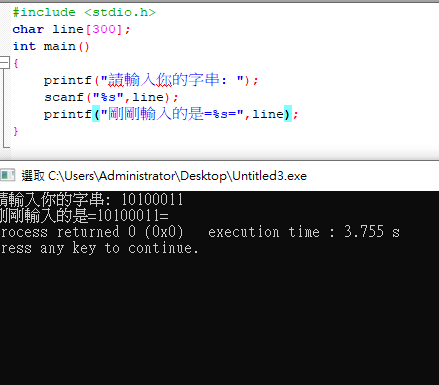 #include <stdio.h>
char line[300];
int main()
{
printf("請輸入你的字串: ");
scanf("%s",line);
printf("剛剛輸入的是=%s=",line);
}
選取 C:\Users\Administrator\Desktop\Untitled3.exe
請輸入你的字串: 10100011
剛剛輸入的是=10100011=
rocess returned 0 (0x0)   execution time : 3.755 s
ress any key to continue.